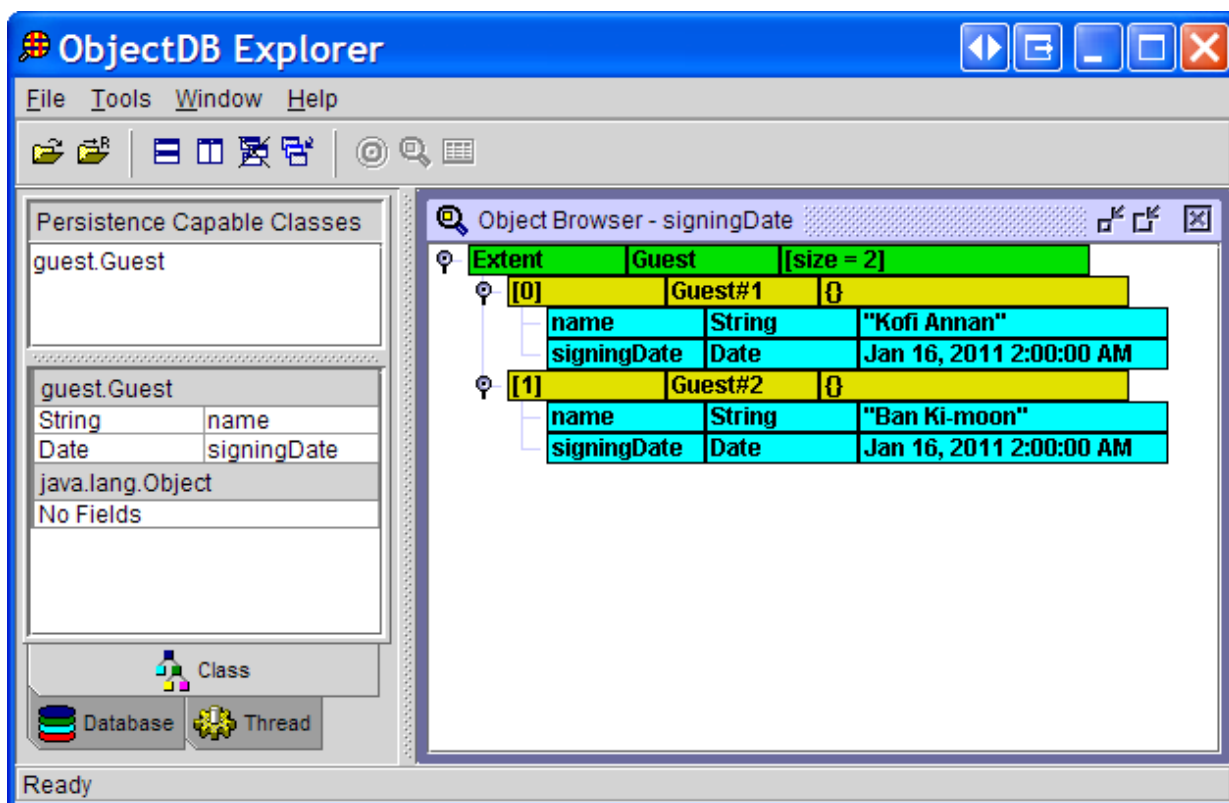 ObjectDB Explorer
File Tools Window Help
Persistence Capable Classes
guest.Guest
guest.Guest
String name
Date signingDate
java.lang.Object
No Fields
Class
Database Thread
Object Browser - signingDate
Extent Guest [size = 2]
[0] Guest#1 {}
name String "Kofi Annan"
signingDate Date Jan 16, 2011 2:00:00 AM
[1] Guest#2 {}
name String "Ban Ki-moon"
signingDate Date Jan 16, 2011 2:00:00 AM
Ready